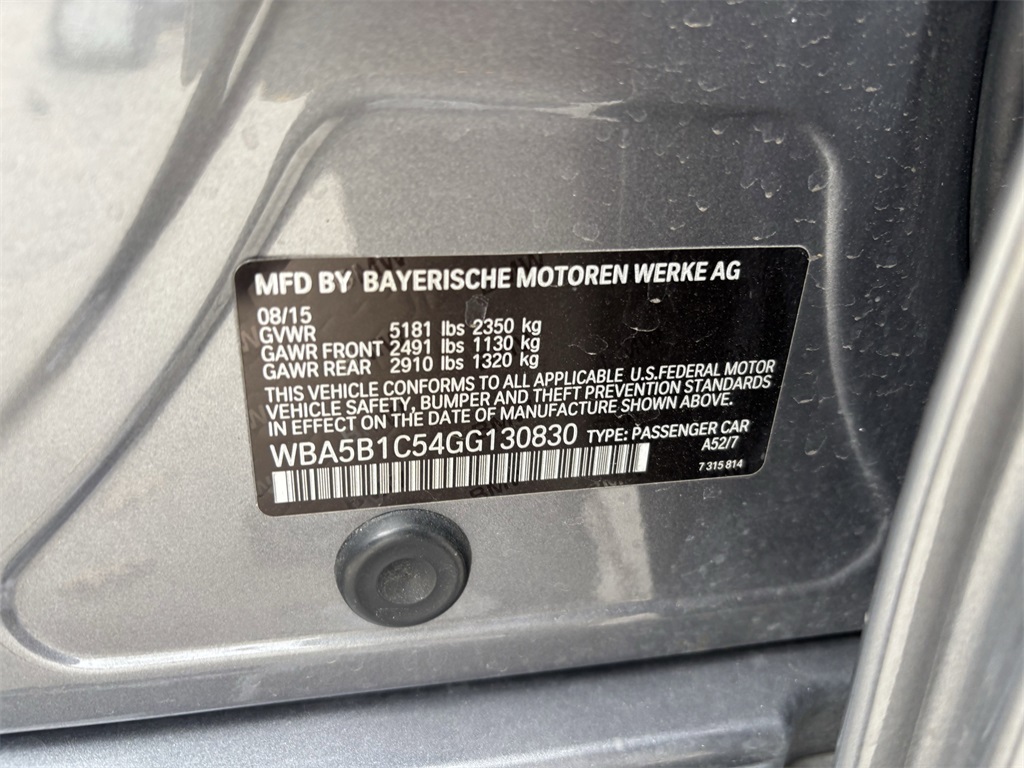 MFD BY BAYERISCHE MOTOREN WERKE AG
08/15
GVWR 5181 lbs 2350 kg
GAWR FRONT 2491 lbs 1130 kg
GAWR REAR 2910 lbs 1320 kg
THIS VEHICLE CONFORMS TO ALL APPLICABLE U.S.FEDERAL MOTOR
VEHICLE SAFETY, BUMPER AND THEFT PREVENTION STANDARDS
IN EFFECT ON THE DATE OF MANUFACTURE SHOWN ABOVE.
WBA5B1C54GG130830 TYPE: PASSENGER CAR
A52/7
7 315 814
BMW